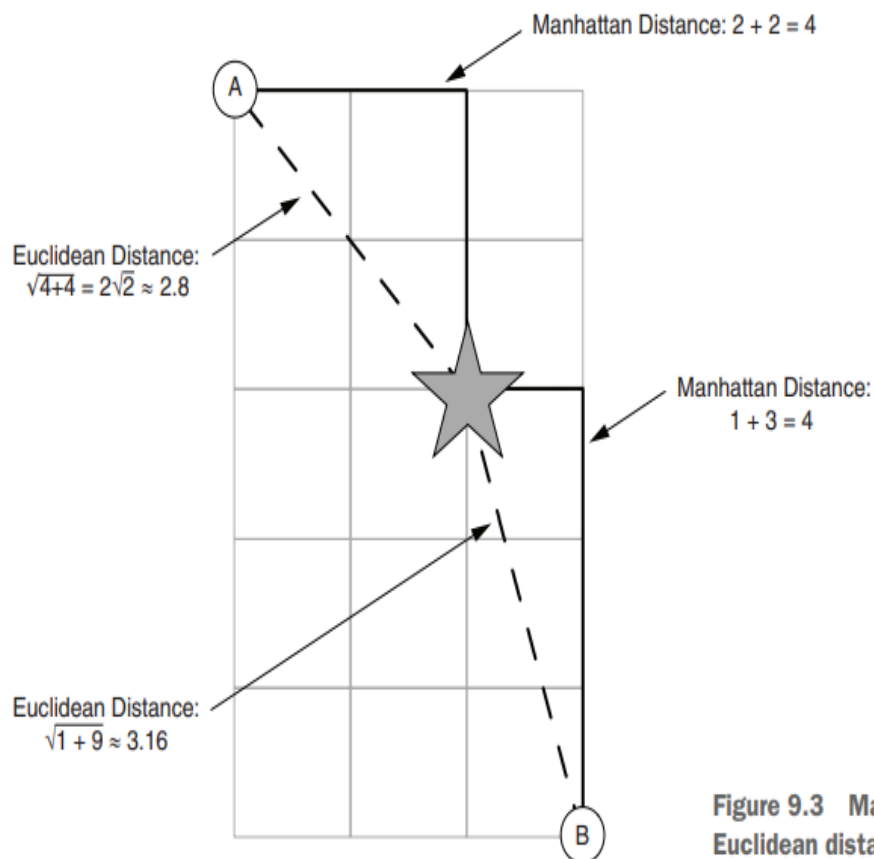 Manhattan Distance: 2 + 2 = 4
A
Euclidean Distance:
√4+4 = 2√2 ≈ 2.8
Manhattan Distance:
1 + 3 = 4
Euclidean Distance:
√1 + 9 ≈ 3.16
B
Figure 9.3
Euclidean